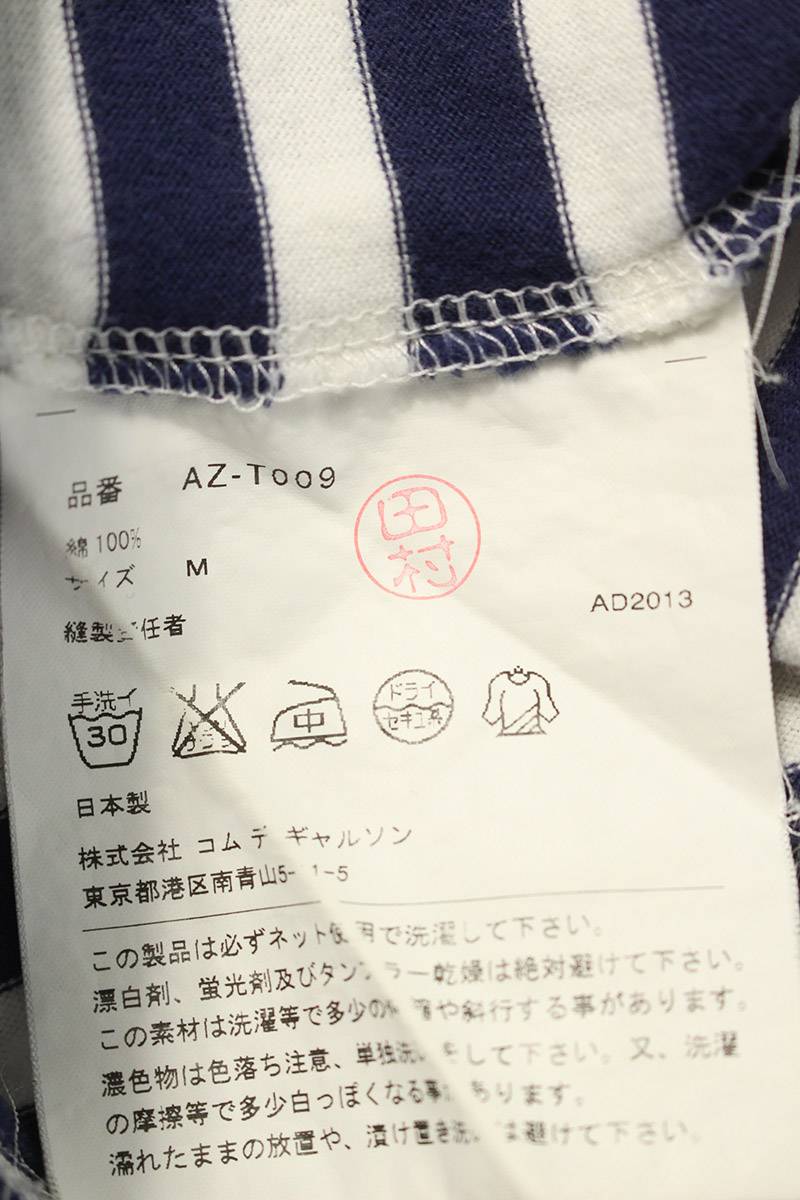 品番 AZ-T009
綿 100%
サイズ M
田村
縫製責任者
AD2013
手洗イ
30
中
ドライ
セキユ系
日本製
株式会社 コムデ ギャルソン
東京都港区南青山5-11-5
この製品は必ずネット使用で洗濯して下さい。
漂白剤、蛍光剤及びタンブラー乾燥は絶対避けて下さい。
この素材は洗濯等で多少の や斜行する事があります。
濃色物は色落ち注意、単独洗いをして下さい。又、洗濯
の摩擦等で多少白っぽくなる事があります。
濡れたままの放置や、漬け置き洗いは避けて下さい。